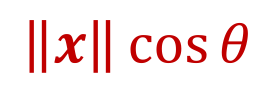 ‖𝒙‖ cos 𝜃